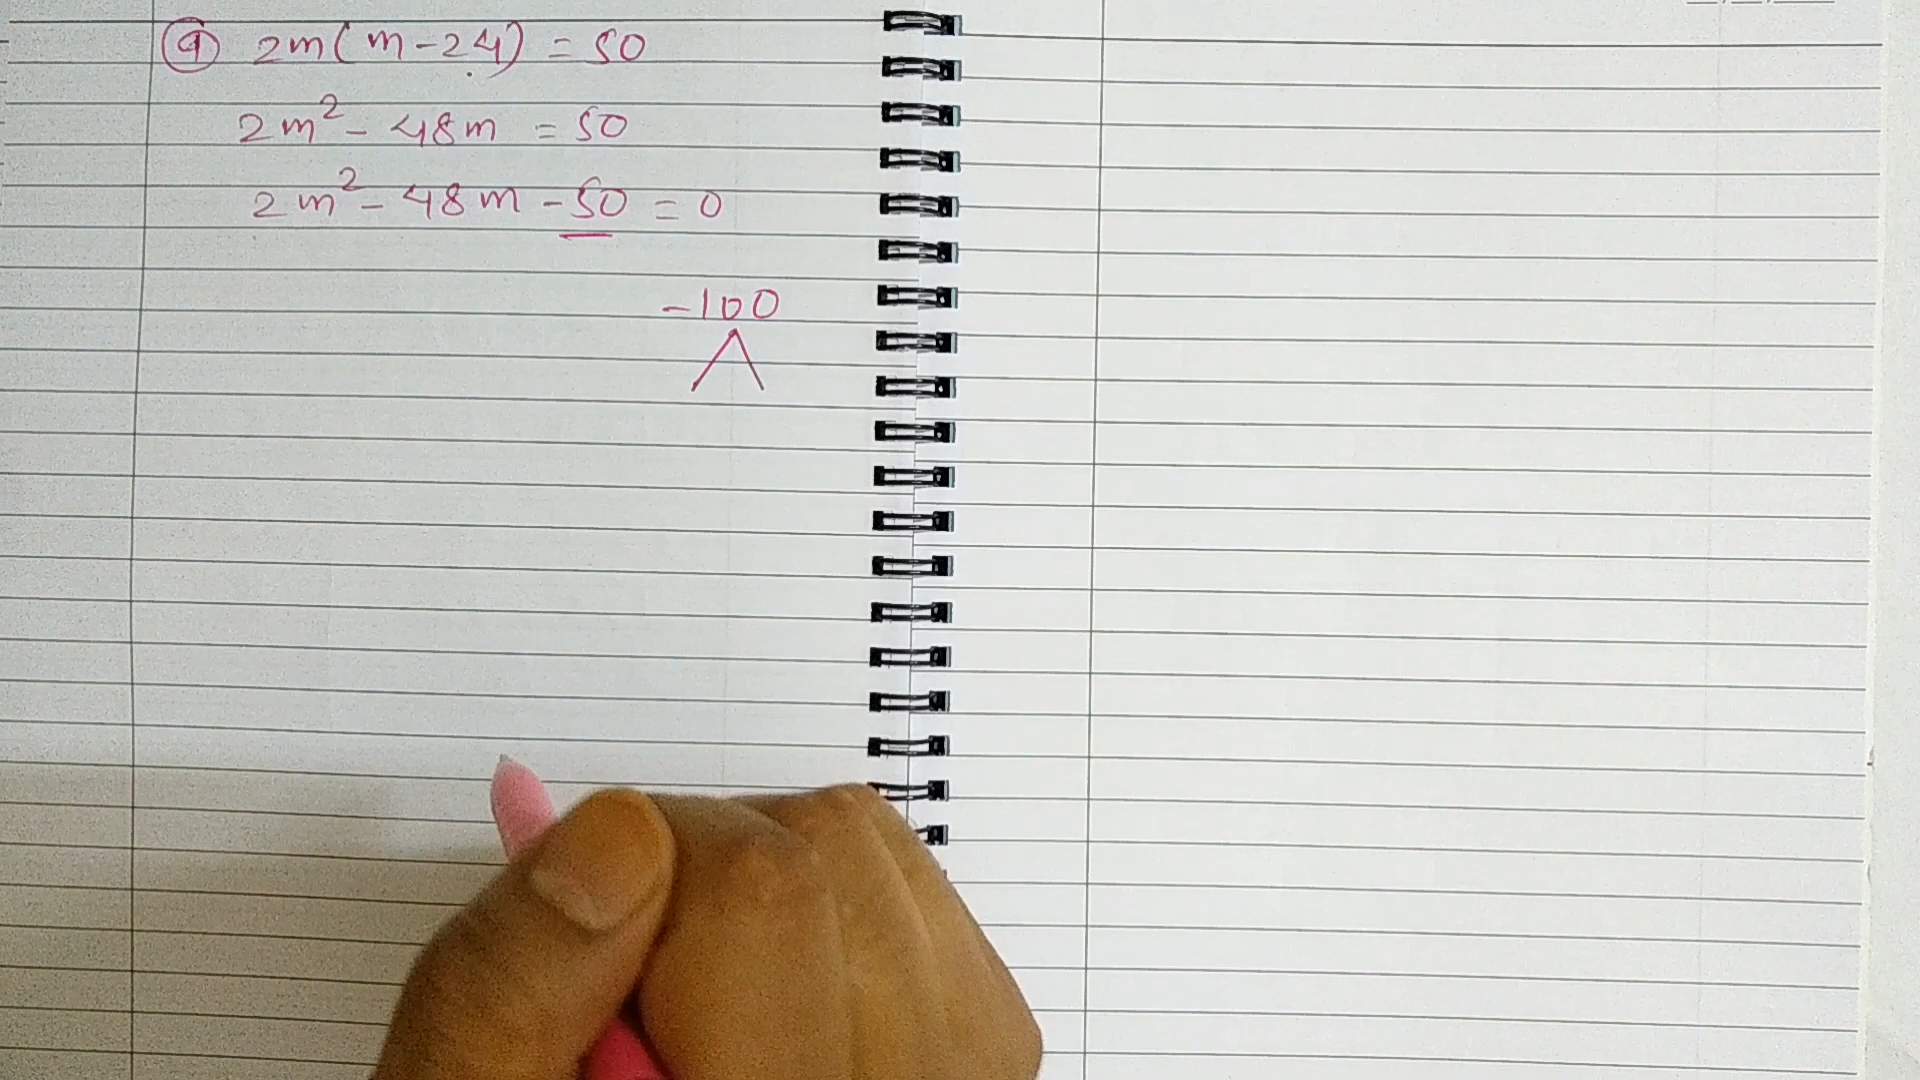 9 2m(m-24) = 50
2m² - 48m = 50
2m² - 48m - 50 = 0
-100